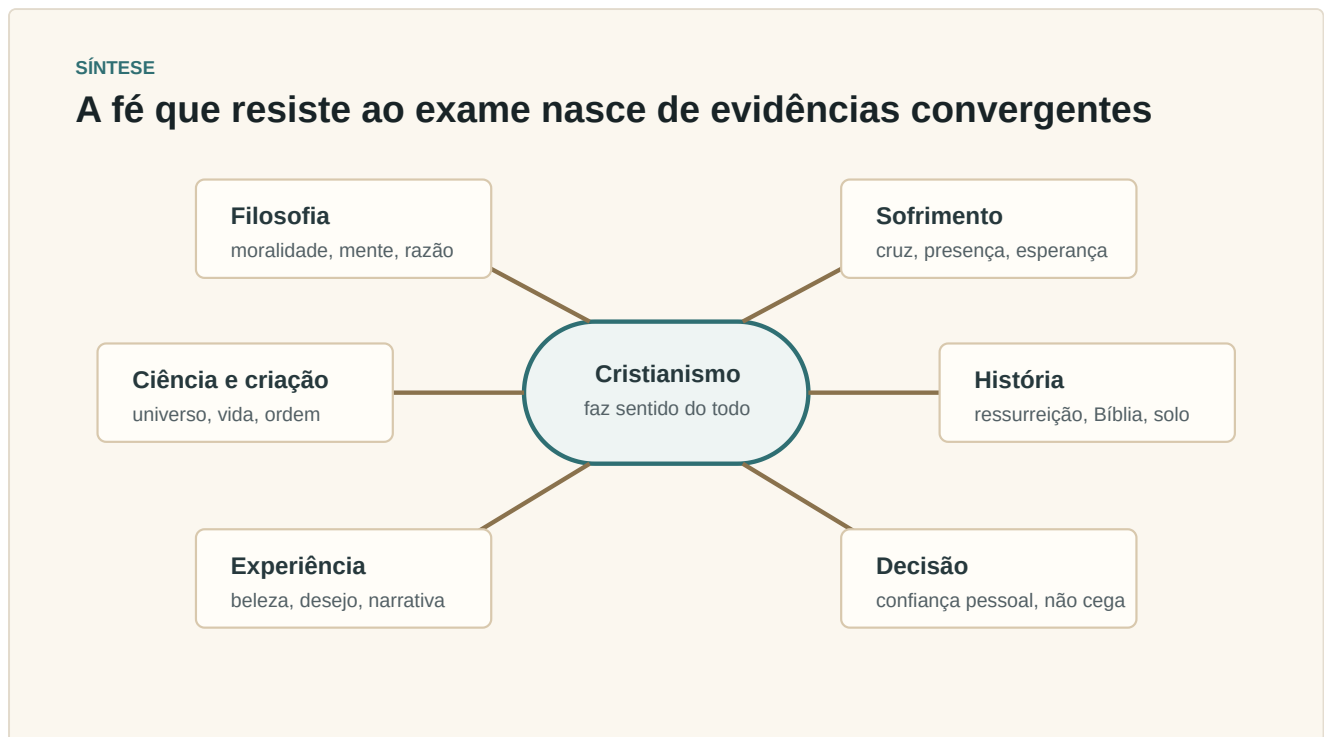 SÍNTESE
A fé que resiste ao exame nasce de evidências convergentes
Filosofia
moralidade, mente, razão
Sofrimento
cruz, presença, esperança
Ciência e criação
universo, vida, ordem
Cristianismo
faz sentido do todo
História
ressurreição, Bíblia, solo
Experiência
beleza, desejo, narrativa
Decisão
confiança pessoal, não cega